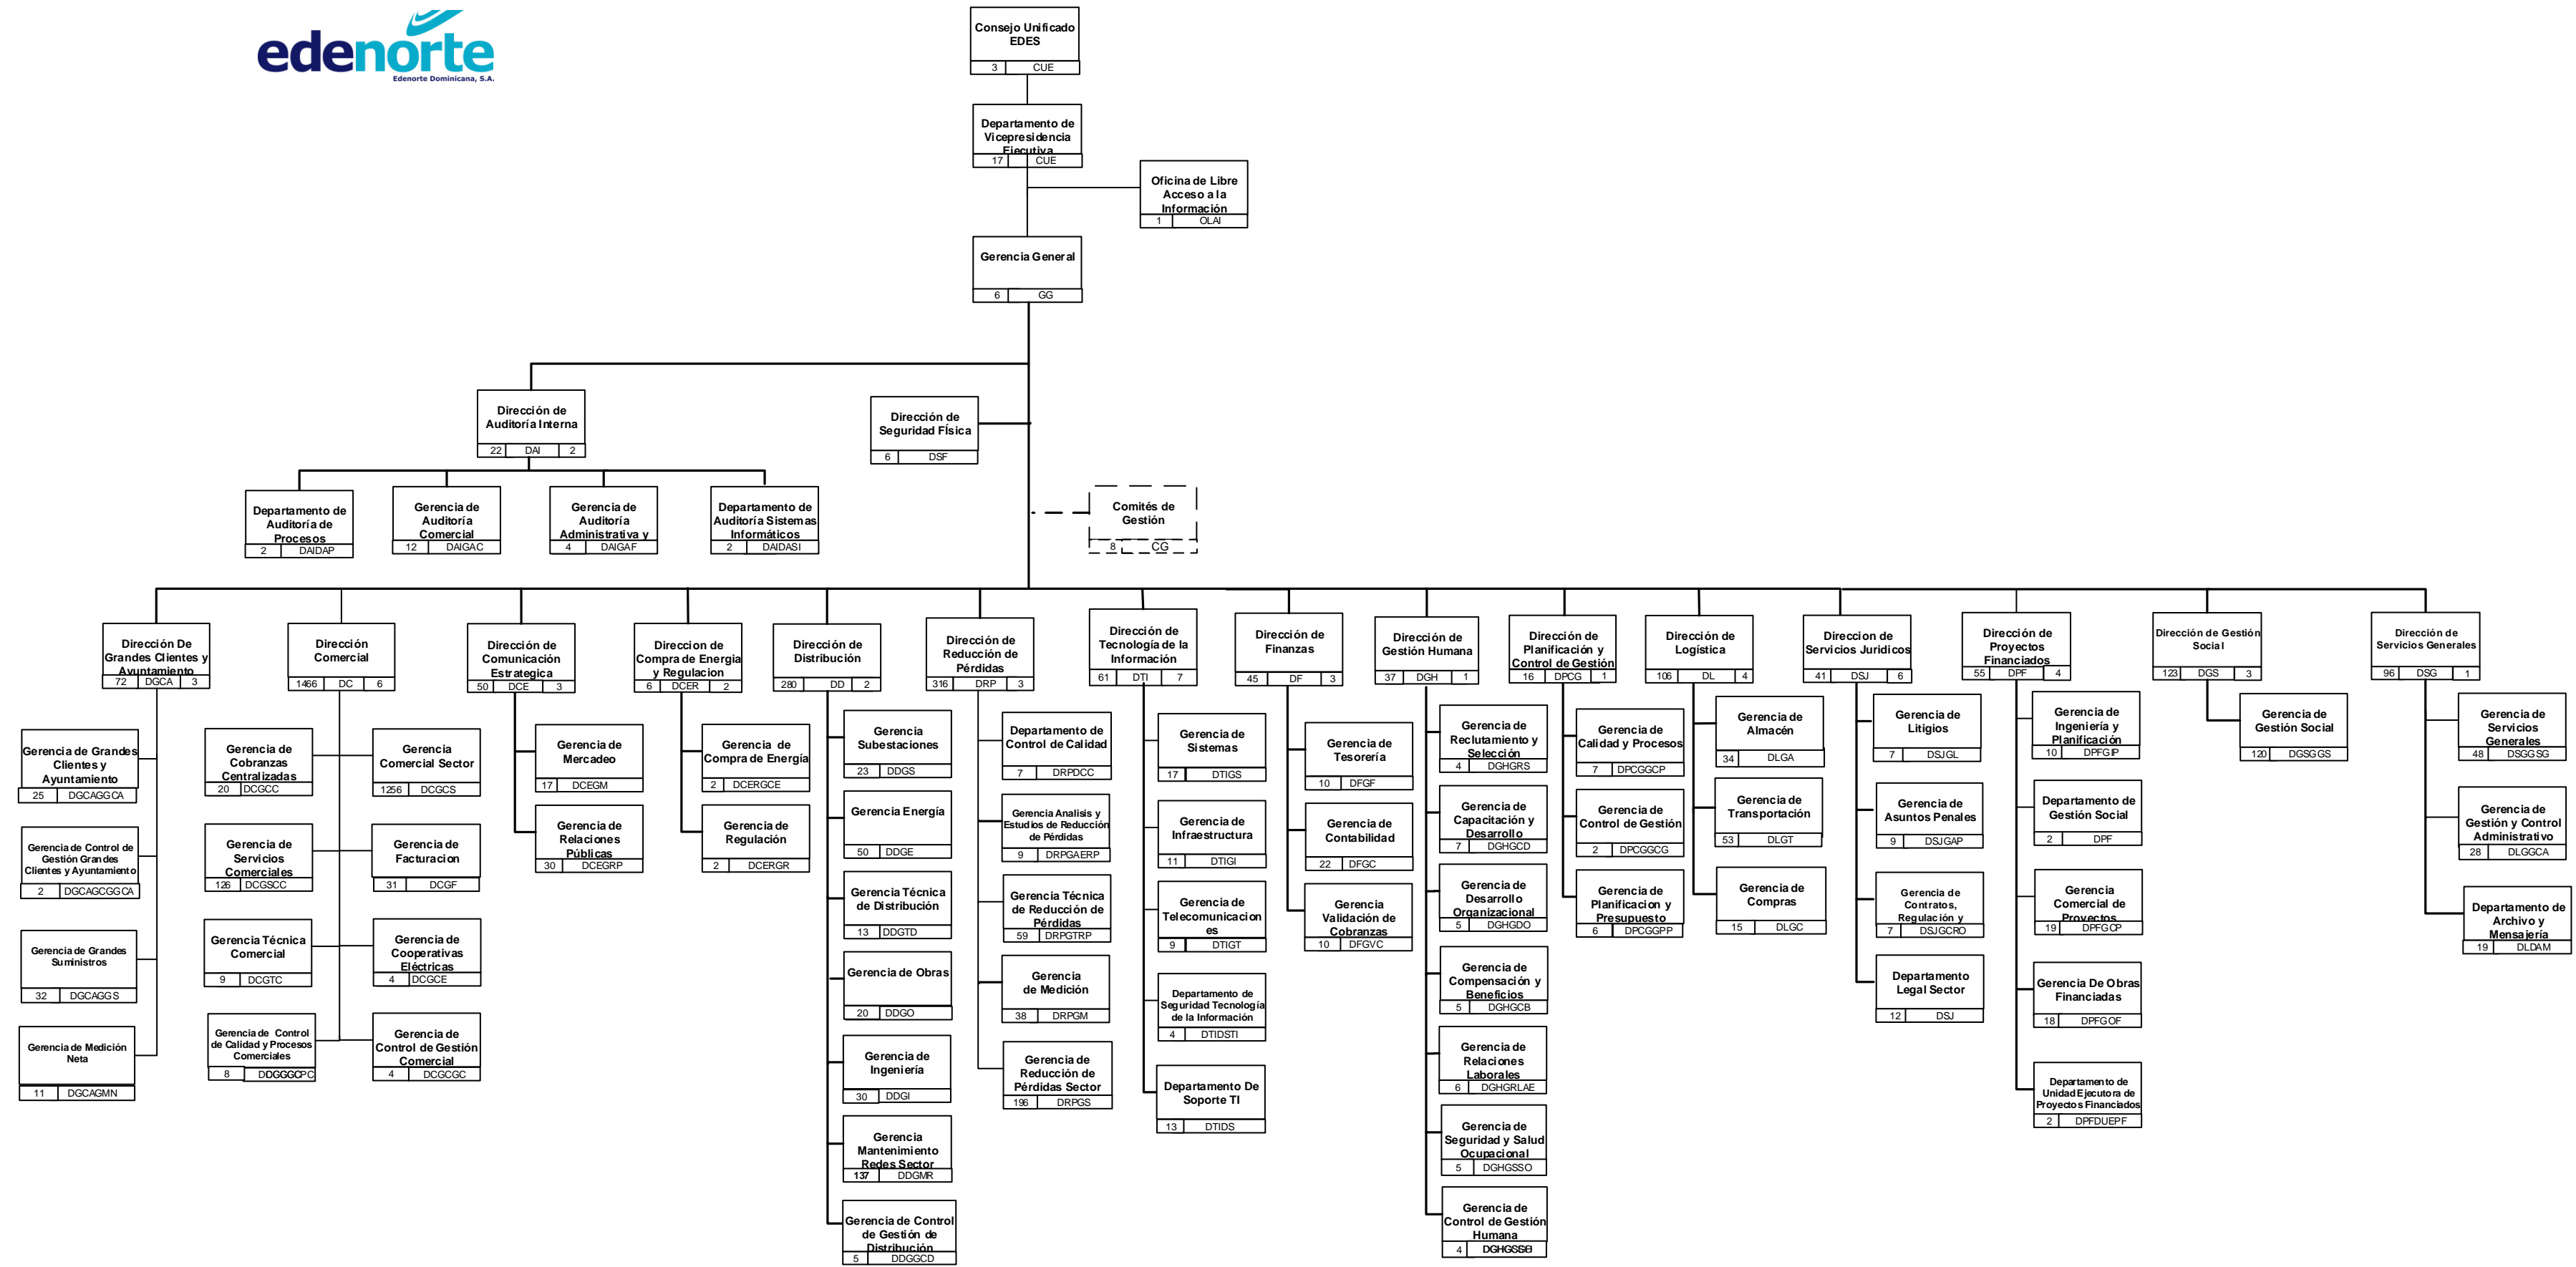 edenorte
Edenorte Dominicana, S.A.
Consejo Unificado
EDES
3 CUE
Departamento de
Vicepresidencia
Ejecutiva
17 CUE
Oficina de Libre
Acceso a la
Información
1 OLAI
Gerencia General
6 GG
Dirección de
Auditoría Interna
22 DAI 2
Dirección de
Seguridad FÍsica
6 DSF
Departamento de
Auditoría de
Procesos
2 DAIDAP
Gerencia de
Auditoría
Comercial
12 DAIGAC
Gerencia de
Auditoría
Administrativa y
4 DAIGAF
Departamento de
Auditoría Sistemas
Informáticos
2 DAIDASI
Comités de
Gestión
8 CG
Dirección De
Grandes Clientes y
Ayuntamiento
72 DGCA 3
Gerencia de Grandes
Clientes y
Ayuntamiento
25 DGCAGGCA
Gerencia de Control de
Gestión Grandes
Clientes y Ayuntamiento
2 DGCAGCGGCA
Gerencia de Grandes
Suministros
32 DGCAGGS
Gerencia de Medición
Neta
11 DGCAGMN
Dirección
Comercial
1466 DC 6
Gerencia de
Cobranzas
Centralizadas
20 DCGCC
Gerencia
Comercial Sector
1256 DCGCS
Gerencia de
Servicios
Comerciales
126 DCGSCC
Gerencia de
Facturacion
31 DCGF
Gerencia Técnica
Comercial
9 DCGTC
Gerencia de
Cooperativas
Eléctricas
4 DCGCE
Gerencia de Control
de Calidad y Procesos
Comerciales
8
Gerencia de
Control de Gestión
Comercial
4 DCGCGC
Dirección de
Comunicación
Estrategica
50 DCE 3
Gerencia de
Mercadeo
17 DCEGM
Gerencia de
Relaciones
Públicas
30 DCEGRP
Direccion de
Compra de Energia
y Regulacion
6 DCER 2
Gerencia de
Compra de Energía
2 DCERGCE
Gerencia de
Regulación
2 DCERGR
Dirección de
Distribución
280 DD 2
Gerencia
Subestaciones
23 DDGS
Gerencia Energía
50 DDGE
Gerencia Técnica
de Distribución
13 DDGTD
Gerencia de Obras
20 DDGO
Gerencia de
Ingeniería
30 DDGI
Gerencia
Mantenimiento
Redes Sector
137 DDGMR
Gerencia de Control
de Gestión de
Distribución
5 DDGGCD
Dirección de
Reducción de
Pérdidas
316 DRP 3
Departamento de
Control de Calidad
7 DRPDCC
Gerencia Analisis y
Estudios de Reducción
de Pérdidas
9 DRPGAERP
Gerencia Técnica
de Reducción de
Pérdidas
59 DRPGTRP
Gerencia
de Medición
38 DRPGM
Gerencia de
Reducción de
Pérdidas Sector
196 DRPGS
Dirección de
Tecnología de la
Información
61 DTI 7
Gerencia de
Sistemas
17 DTIGS
Gerencia de
Infraestructura
11 DTIGI
Gerencia de
Telecomunicacion
es
9 DTIGT
Departamento de
Seguridad Tecnología
de la Información
4 DTIDSTI
Departamento De
Soporte TI
13 DTIDS
Dirección de
Finanzas
45 DF 3
Gerencia de
Tesorería
10 DFGF
Gerencia de
Contabilidad
22 DFGC
Gerencia
Validación de
Cobranzas
10 DFGVC
Dirección de
Gestión Humana
37 DGH 1
Gerencia de
Reclutamiento y
Selección
4 DGHGRS
Gerencia de
Capacitación y
Desarrollo
7 DGHGCD
Gerencia de
Desarrollo
Organizacional
5 DGHGDO
Gerencia de
Compensación y
Beneficios
5 DGHGCB
Gerencia de
Relaciones
Laborales
6 DGHGRLAE
Gerencia de
Seguridad y Salud
Ocupacional
5 DGHGSSO
Gerencia de
Control de Gestión
Humana
4
Dirección de
Planificación y
Control de Gestión
16 DPCG 1
Gerencia de
Calidad y Procesos
7 DPCGGCP
Gerencia de
Control de Gestión
2 DPCGGCG
Gerencia de
Planificacion y
Presupuesto
6 DPCGGPP
Dirección de
Logística
106 DL 4
Gerencia de
Almacén
34 DLGA
Gerencia de
Transportación
53 DLGT
Gerencia de
Compras
15 DLGC
Direccion de
Servicios Juridicos
41 DSJ 6
Gerencia de
Litigios
7 DSJGL
Gerencia de
Asuntos Penales
9 DSJGAP
Gerencia de
Contratos,
Regulación y
7 DSJGCRO
Departamento
Legal Sector
12 DSJ
Dirección de
Proyectos
Financiados
55 DPF 4
Gerencia de
Ingeniería y
Planificación
10 DPFGIP
Departamento de
Gestión Social
2 DPF
Gerencia
Comercial de
Proyectos
19 DPFGCP
Gerencia De Obras
Financiadas
18 DPFGOF
Departamento de
Unidad Ejecutora de
Proyectos Financiados
2 DPFDUEPF
Dirección de Gestión
Social
123 DGS 3
Gerencia de
Gestión Social
120 DGSGGS
Dirección de
Servicios Generales
96 DSG 1
Gerencia de
Servicios
Generales
48 DSGGSG
Gerencia de
Gestión y Control
Administrativo
28 DLGGCA
Departamento de
Archivo y
Mensajería
19 DLDAM